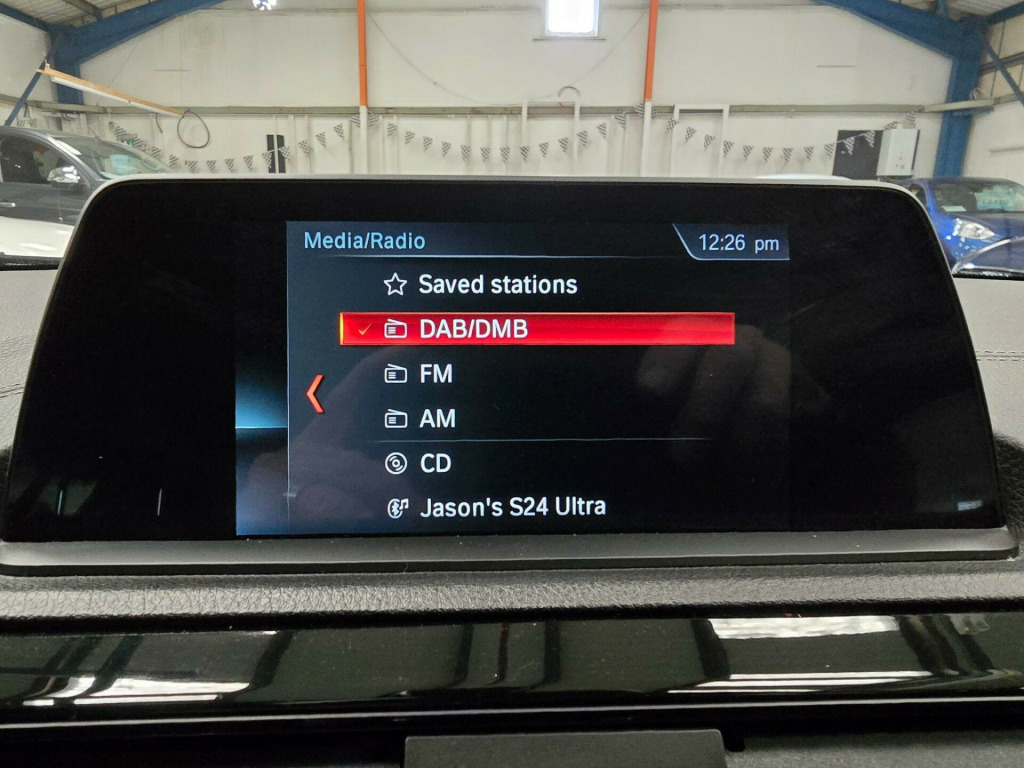 Media/Radio
12:26 pm
Saved stations
DAB/DMB
FM
AM
CD
Jason's S24 Ultra